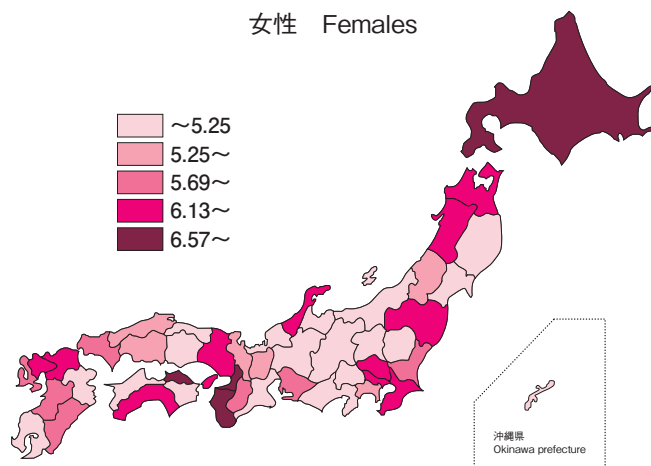 女性　Females
～5.25
5.25～
5.69～
6.13～
6.57～
沖縄県
Okinawa prefecture